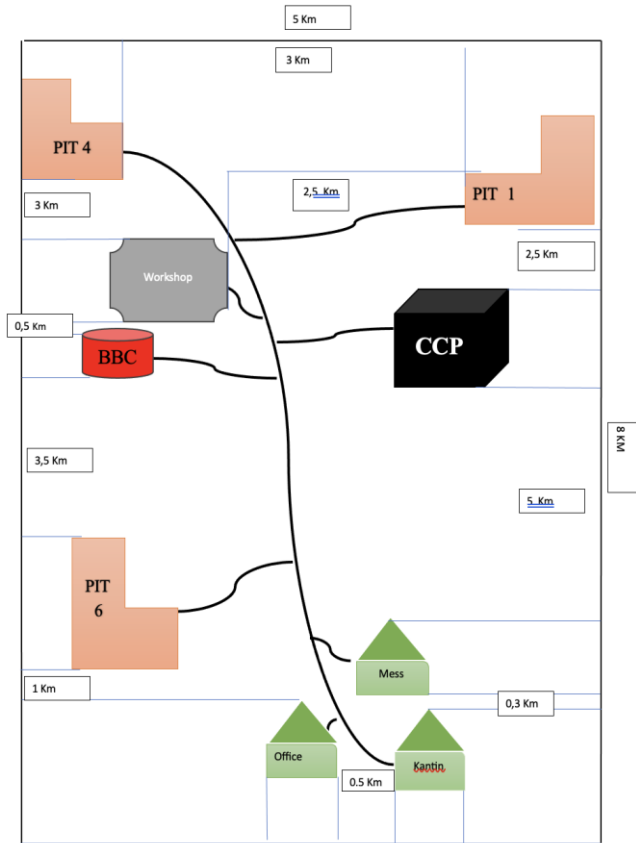 5 Km
3 Km
PIT 4
PIT 1
3 Km
2,5 Km
2,5 Km
Workshop
0,5 Km
BBC
CCP
8 KM
3,5 Km
5 Km
PIT
6
Mess
1 Km
0,3 Km
Office
Kantin
0.5 Km